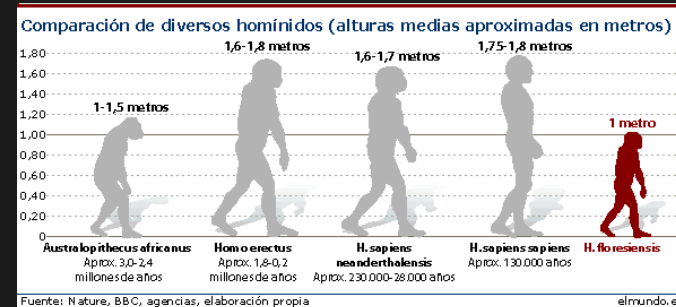 Comparación de diversos homínidos (alturas medias aproximadas en metros)
1,80
1,60
1,40
1,20
1,00
0,80
0,60
0,40
0,20
0
1-1,5 metros
1,6-1,8 metros
1,6-1,7 metros
1,75-1,8 metros
1 metro
Australopithecus africanus
Aprox. 3,0-2,4
millones de años
Homo erectus
Aprox. 1,8-0,2
millones de años
H. sapiens
neanderthalensis
Aprox. 230.000-28.000 años
H. sapiens sapiens
Aprox. 130.000 años
H. floresiensis
Fuente: Nature, BBC, agencias, elaboración propia
elmundo.e